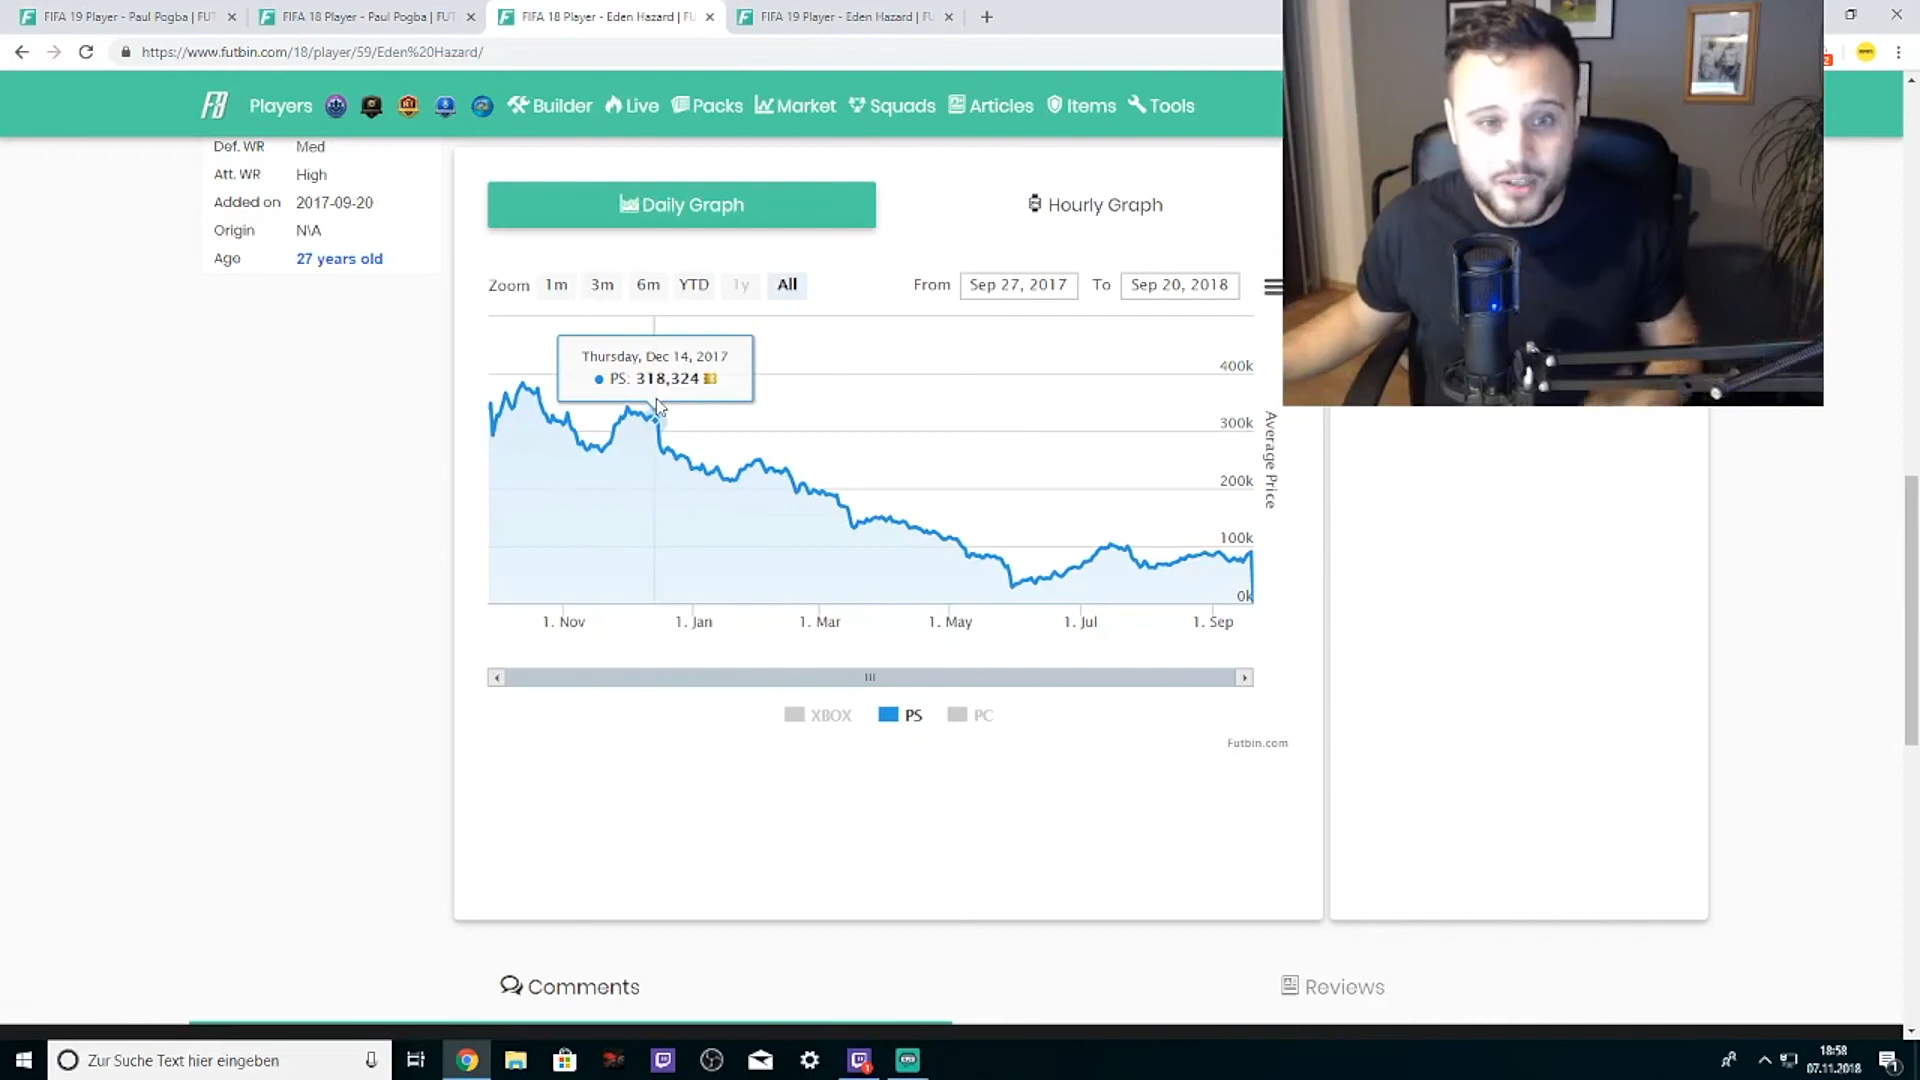 FIFA 19 Player - Paul Pogba | FUT
FIFA 18 Player - Paul Pogba | FUT
FIFA 18 Player - Eden Hazard | FU
FIFA 19 Player - Eden Hazard | FU
https://www.futbin.com/18/player/59/Eden%20Hazard/
Players Builder Live Packs Market Squads Articles Items Tools
Def. WR Med
Att. WR High
Added on 2017-09-20
Origin N\A
Age 27 years old
Daily Graph
Hourly Graph
Zoom 1m 3m 6m YTD 1y All
From Sep 27, 2017 To Sep 20, 2018
Thursday, Dec 14, 2017
PS: 318,324
400k
300k
200k
100k
0k
Average Price
1. Nov 1. Jan 1. Mar 1. May 1. Jul 1. Sep
XBOX PS PC
Futbin.com
Comments
Reviews
Zur Suche Text hier eingeben
18:58
07.11.2018